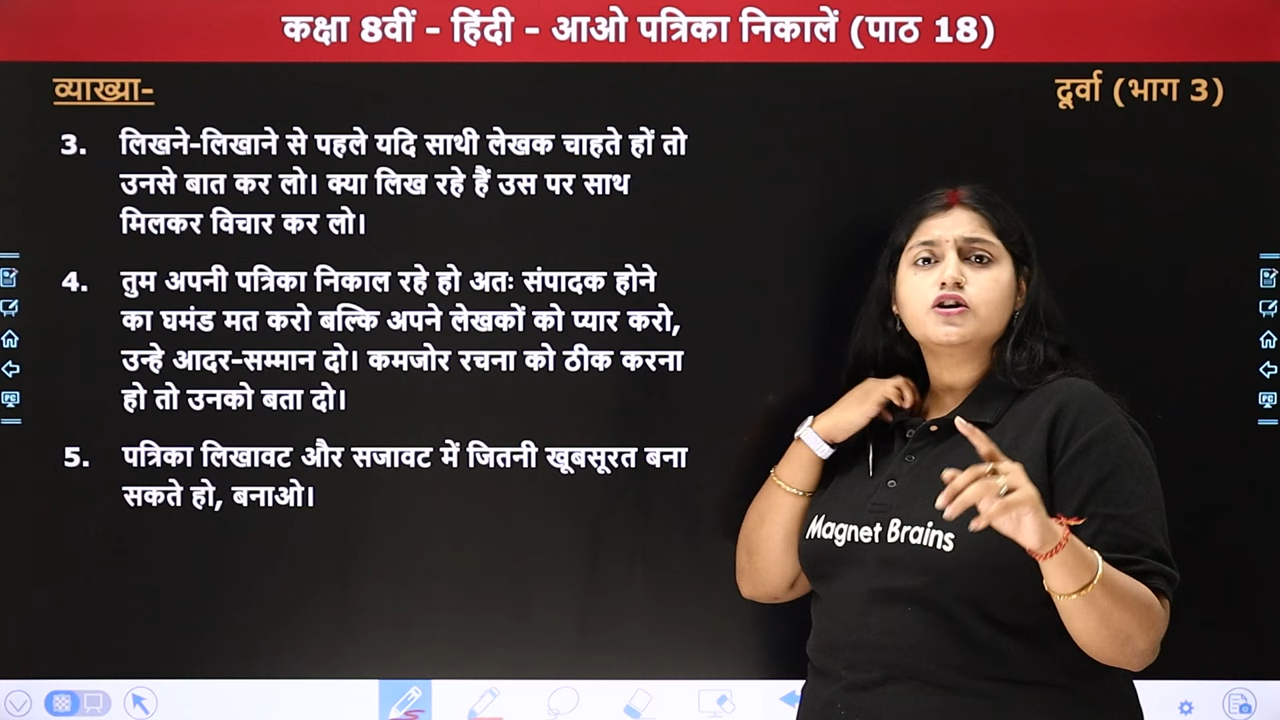 कक्षा 8वीं - हिंदी - आओ पत्रिका निकालें (पाठ 18)
व्याख्या-
दूर्वा (भाग 3)
3. लिखने-लिखाने से पहले यदि साथी लेखक चाहते हों तो
उनसे बात कर लो। क्या लिख रहे हैं उस पर साथ
मिलकर विचार कर लो।
4. तुम अपनी पत्रिका निकाल रहे हो अतः संपादक होने
का घमंड मत करो बल्कि अपने लेखकों को प्यार करो,
उन्हे आदर-सम्मान दो। कमजोर रचना को ठीक करना
हो तो उनको बता दो।
5. पत्रिका लिखावट और सजावट में जितनी खूबसूरत बना
सकते हो, बनाओ।
Magnet Brains
PC
PC